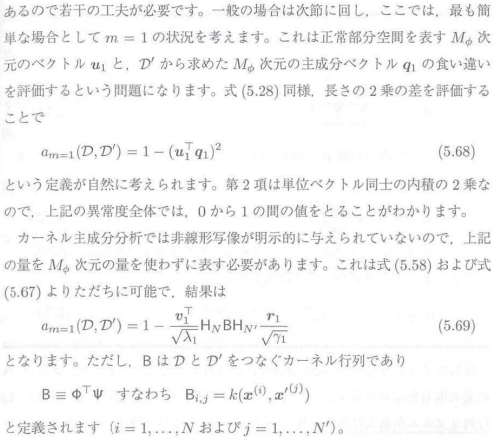 あるので若干の工夫が必要です。一般の場合は次節に回し，ここでは，最も簡
単な場合として m = 1 の状況を考えます。これは正常部分空間を表す M_ϕ 次
元のベクトル u₁ と，D′ から求めた M_ϕ 次元の主成分ベクトル q₁ の食い違い
を評価するという問題になります。式 (5.28) 同様，長さの 2 乗の差を評価する
ことで
a_{m=1}(D, D′) = 1 − (u₁^⊤ q₁)² (5.68)
という定義が自然に考えられます。第 2 項は単位ベクトル同士の内積の 2 乗な
ので，上記の異常度全体では，0 から 1 の間の値をとることがわかります。
カーネル主成分分析では非線形写像が明示的に与えられていないので，上記
の量を M_ϕ 次元の量を使わずに表す必要があります。これは式 (5.58) および式
(5.67) よりただちに可能で，結果は
a_{m=1}(D, D′) = 1 − v₁^⊤/√λ₁ H_N B H_{N′} r₁/√γ₁ (5.69)
となります。ただし，B は D と D′ をつなぐカーネル行列であり
B ≡ Φ^⊤Ψ すなわち B_{i,j} = k(x^{(i)}, x′^{(j)})
と定義されます (i = 1, . . . , N および j = 1, . . . , N′)。